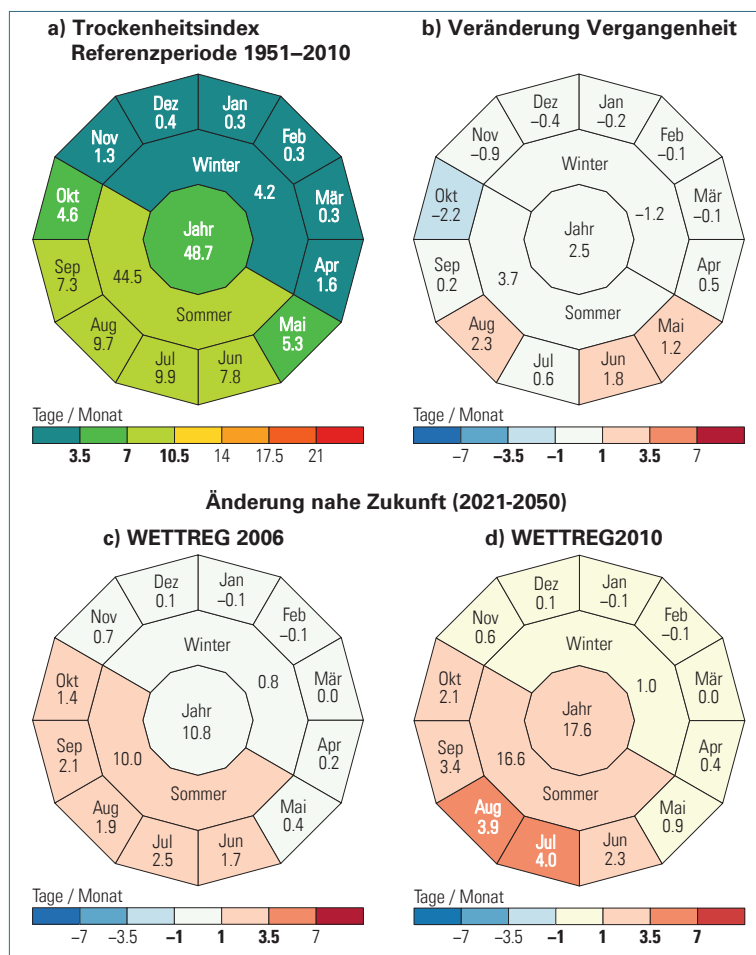 a) Trockenheitsindex
Referenzperiode 1951–2010
Dez
0.4
Jan
0.3
Feb
0.3
Mär
0.3
Apr
1.6
Mai
5.3
Jun
7.8
Jul
9.9
Aug
9.7
Sep
7.3
Okt
4.6
Nov
1.3
Winter
4.2
Jahr
48.7
44.5
Sommer
Tage / Monat
3.5 7 10.5 14 17.5 21
b) Veränderung Vergangenheit
Dez
–0.4
Jan
–0.2
Feb
–0.1
Mär
–0.1
Apr
0.5
Mai
1.2
Jun
1.8
Jul
0.6
Aug
2.3
Sep
0.2
Okt
–2.2
Nov
–0.9
Winter
–1.2
Jahr
2.5
3.7
Sommer
Tage / Monat
–7 –3.5 –1 1 3.5 7
Änderung nahe Zukunft (2021-2050)
c) WETTREG 2006
Dez
0.1
Jan
–0.1
Feb
–0.1
Mär
0.0
Apr
0.2
Mai
0.4
Jun
1.7
Jul
2.5
Aug
1.9
Sep
2.1
Okt
1.4
Nov
0.7
Winter
0.8
Jahr
10.8
10.0
Sommer
Tage / Monat
–7 –3.5 –1 1 3.5 7
d) WETTREG2010
Dez
0.1
Jan
–0.1
Feb
–0.1
Mär
0.0
Apr
0.4
Mai
0.9
Jun
2.3
Jul
4.0
Aug
3.9
Sep
3.4
Okt
2.1
Nov
0.6
Winter
1.0
Jahr
17.6
16.6
Sommer
Tage / Monat
–7 –3.5 –1 1 3.5 7